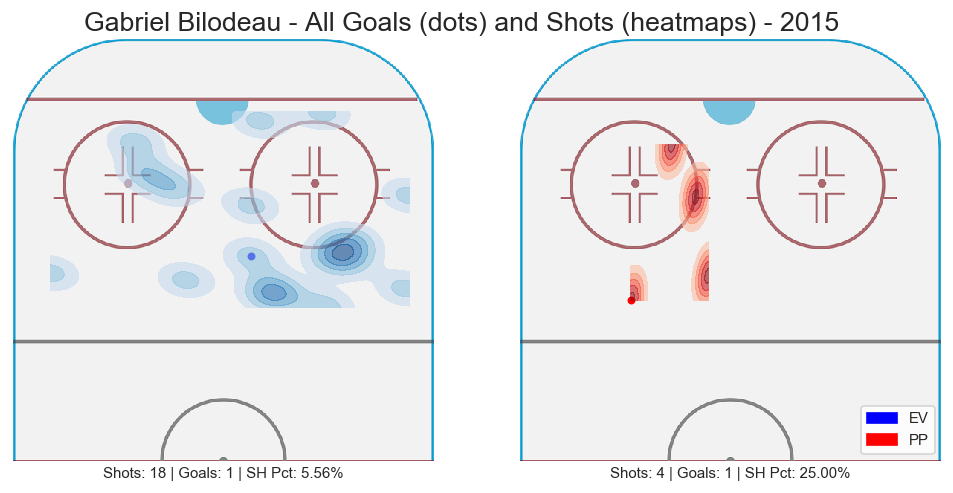 Gabriel Bilodeau - All Goals (dots) and Shots (heatmaps) - 2015
EV
PP
Shots: 18 | Goals: 1 | SH Pct: 5.56%
Shots: 4 | Goals: 1 | SH Pct: 25.00%